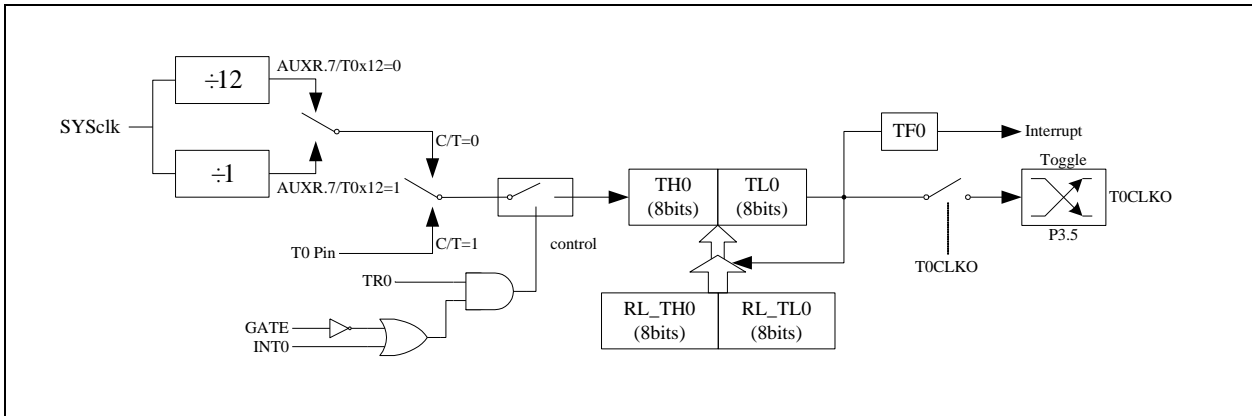 ÷12
AUXR.7/T0x12=0
SYSclk
C/T=0
÷1
AUXR.7/T0x12=1
T0 Pin
C/T=1
control
TR0
GATE
INT0
TH0
(8bits)
TL0
(8bits)
RL_TH0
(8bits)
RL_TL0
(8bits)
TF0
Interrupt
Toggle
T0CLKO
P3.5
T0CLKO